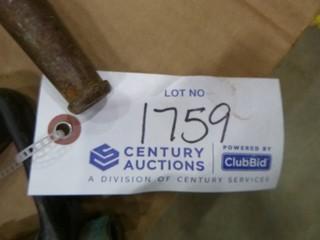 LOT NO
1759
CENTURY AUCTIONS
POWERED BY
ClubBid
A DIVISION OF CENTURY SERVICES